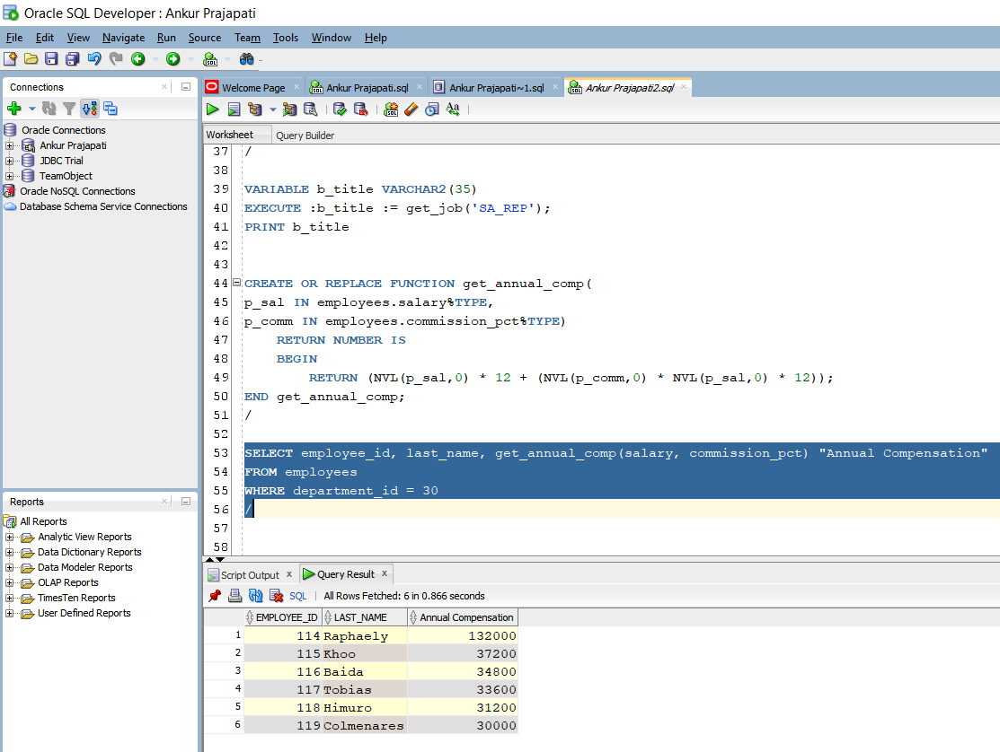 Oracle SQL Developer : Ankur Prajapati
File Edit View Navigate Run Source Team Tools Window Help
Connections
Oracle Connections
Ankur Prajapati
JDBC Trial
TeamObject
Oracle NoSQL Connections
Database Schema Service Connections
Reports
All Reports
Analytic View Reports
Data Dictionary Reports
Data Modeler Reports
OLAP Reports
TimesTen Reports
User Defined Reports
Welcome Page Ankur Prajapati.sql Ankur Prajapati~1.sql Ankur Prajapati2.sql
Worksheet Query Builder
37 /
38
39 VARIABLE b_title VARCHAR2(35)
40 EXECUTE :b_title := get_job('SA_REP');
41 PRINT b_title
42
43
44 CREATE OR REPLACE FUNCTION get_annual_comp(
45 p_sal IN employees.salary%TYPE,
46 p_comm IN employees.commission_pct%TYPE)
47 RETURN NUMBER IS
48 BEGIN
49 RETURN (NVL(p_sal,0) * 12 + (NVL(p_comm,0) * NVL(p_sal,0) * 12));
50 END get_annual_comp;
51 /
52
53 SELECT employee_id, last_name, get_annual_comp(salary, commission_pct) "Annual Compensation"
54 FROM employees
55 WHERE department_id = 30
56 /
57
58
Script Output x Query Result x
SQL | All Rows Fetched: 6 in 0.866 seconds
EMPLOYEE_ID LAST_NAME Annual Compensation
1 114 Raphaely 132000
2 115 Khoo 37200
3 116 Baida 34800
4 117 Tobias 33600
5 118 Himuro 31200
6 119 Colmenares 30000